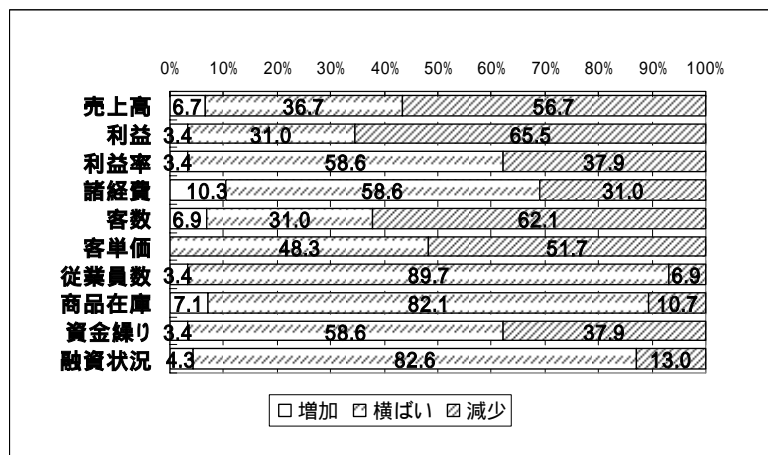 0% 10% 20% 30% 40% 50% 60% 70% 80% 90% 100%
売上高 6.7 36.7 56.7
利益 3.4 31.0 65.5
利益率 3.4 58.6 37.9
諸経費 10.3 58.6 31.0
客数 6.9 31.0 62.1
客単価 48.3 51.7
従業員数 3.4 89.7 6.9
商品在庫 7.1 82.1 10.7
資金繰り 3.4 58.6 37.9
融資状況 4.3 82.6 13.0
増加 横ばい 減少